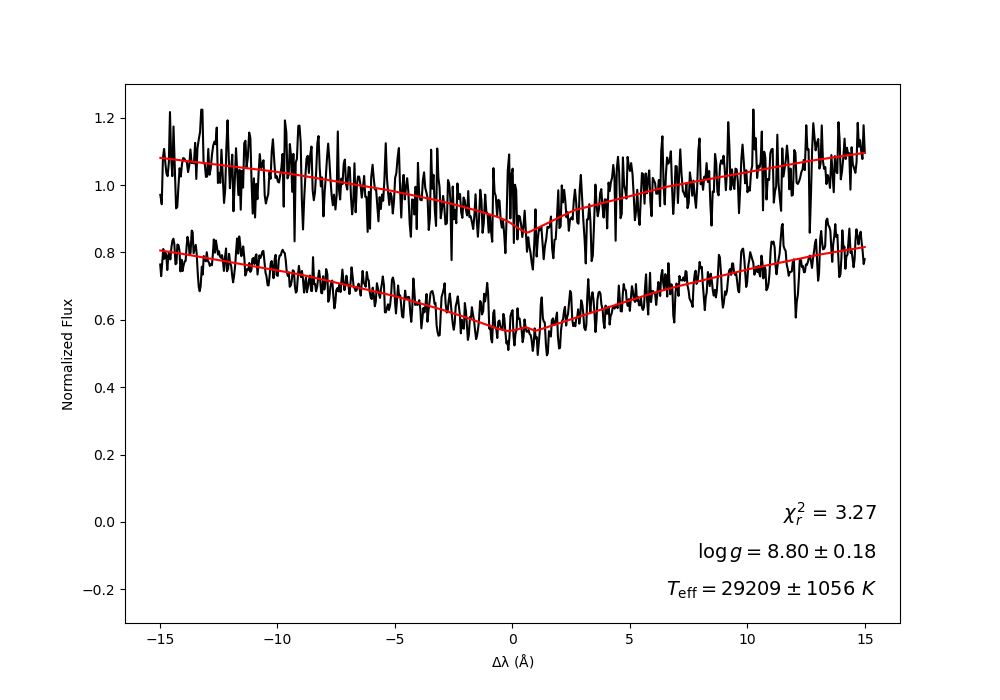 1.2
1.0
0.8
0.6
0.4
0.2
0.0
−0.2
Normalized Flux
χ²ᵣ = 3.27
log g = 8.80 ± 0.18
T_eff = 29209 ± 1056 K
−15 −10 −5 0 5 10 15
Δλ (Å)